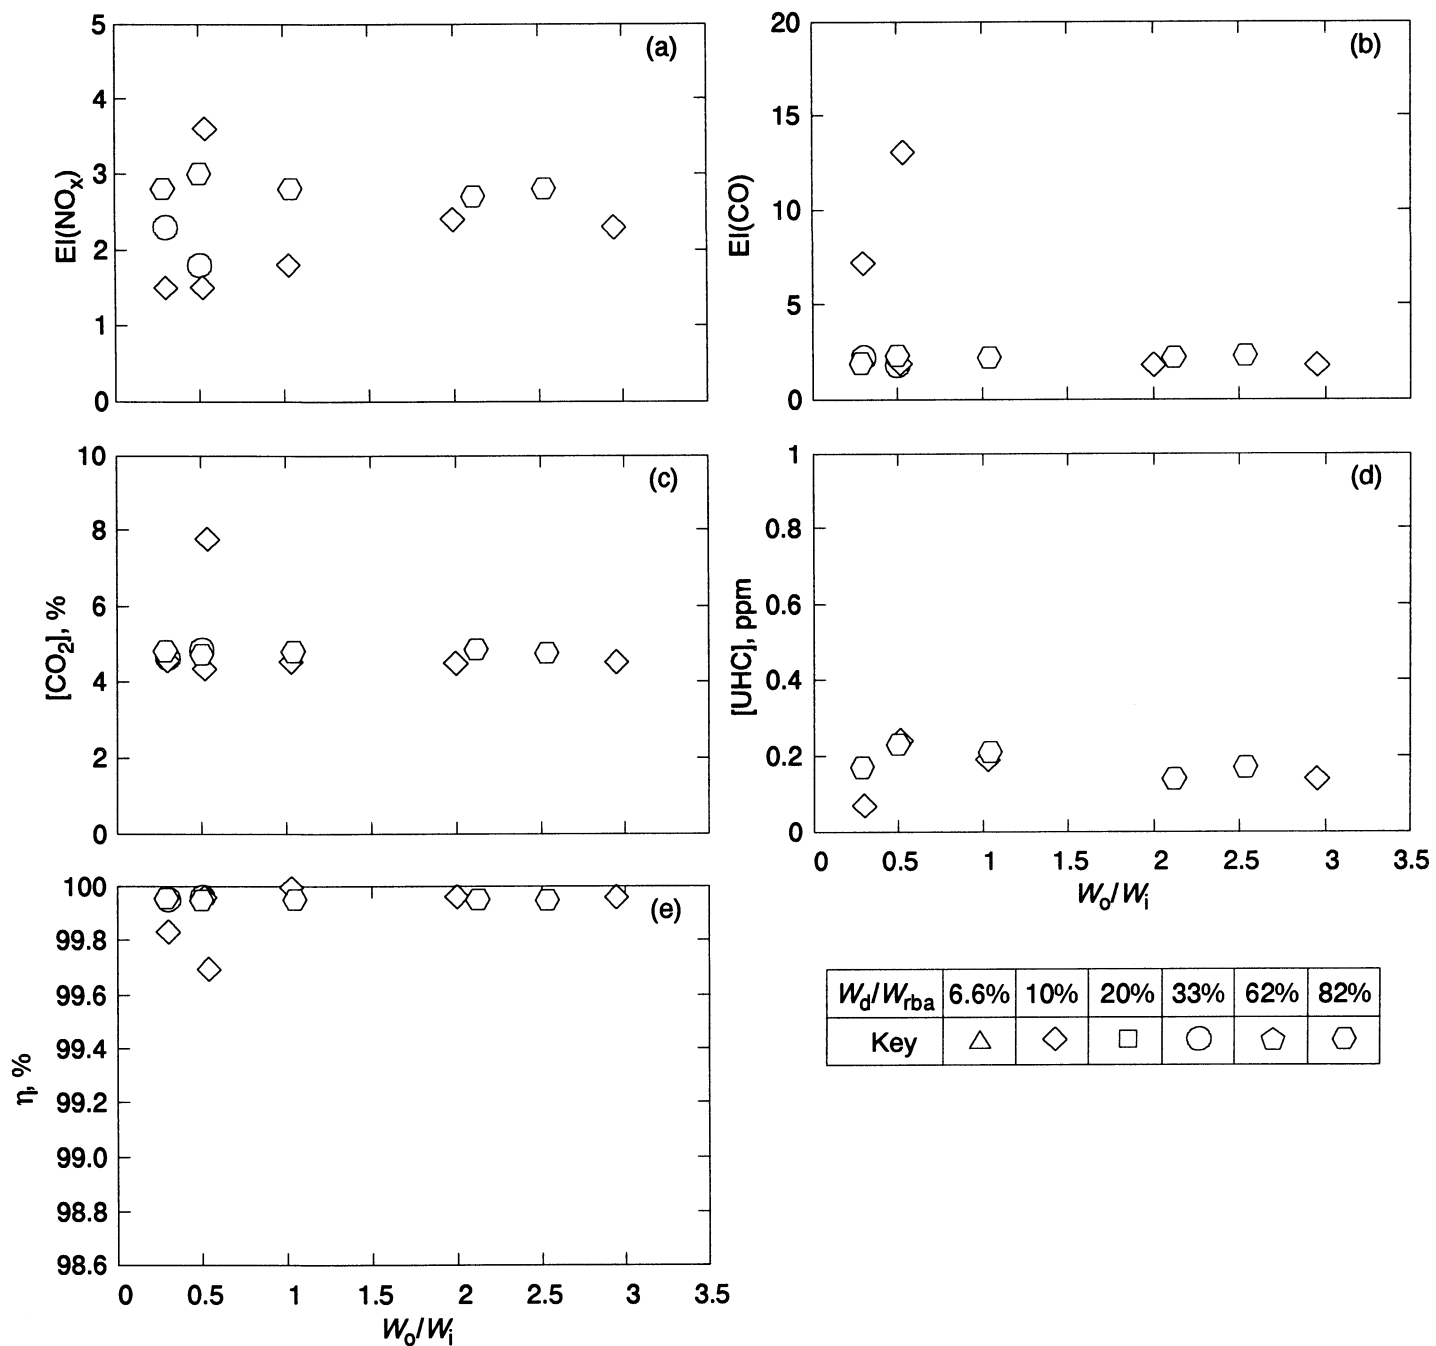 5
4
3
2
1
0
EI(NOx)
(a)
20
15
10
5
0
EI(CO)
(b)
10
8
6
4
2
0
[CO2], %
(c)
1
0.8
0.6
0.4
0.2
0
[UHC], ppm
(d)
0 0.5 1 1.5 2 2.5 3 3.5
Wo/Wi
100
99.8
99.6
99.4
99.2
99.0
98.8
98.6
η, %
(e)
0 0.5 1 1.5 2 2.5 3 3.5
Wo/Wi
Wd/Wrba 6.6% 10% 20% 33% 62% 82%
Key